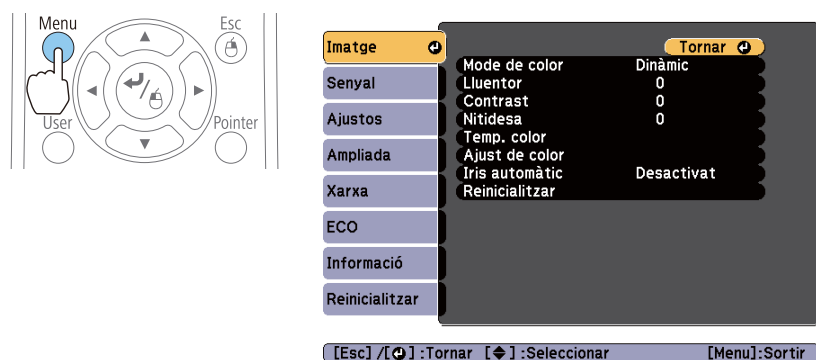 Menu
Esc
User
Pointer
Imatge
Senyal
Ajustos
Ampliada
Xarxa
ECO
Informació
Reinicialitzar
Tornar
Mode de color Dinàmic
Lluentor 0
Contrast 0
Nitidesa 0
Temp. color
Ajust de color
Iris automàtic Desactivat
Reinicialitzar
[Esc] /[ ] :Tornar [ ] :Seleccionar [Menu]:Sortir